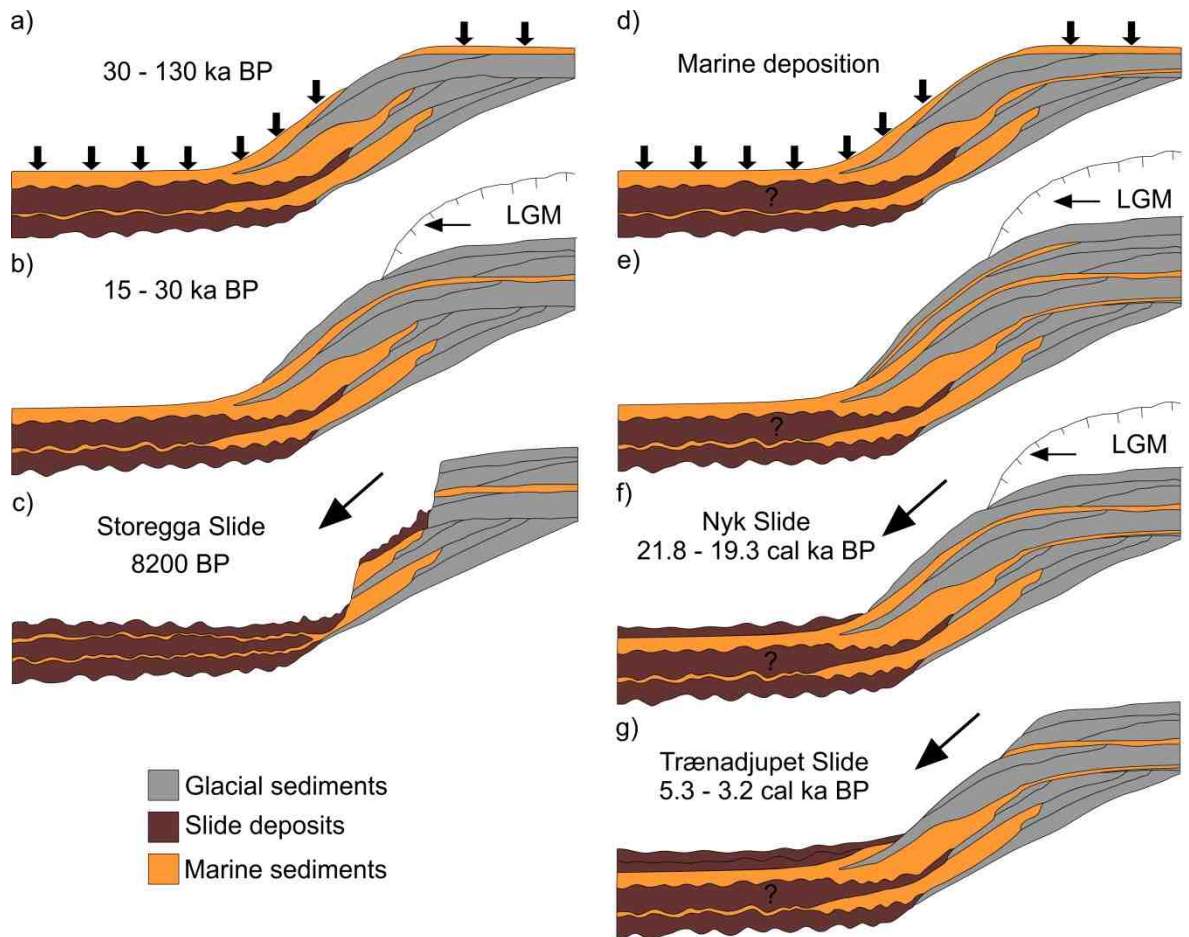 a)
30 - 130 ka BP
LGM
b)
15 - 30 ka BP
c)
Storegga Slide
8200 BP
Glacial sediments
Slide deposits
Marine sediments
d)
Marine deposition
?
LGM
e)
?
LGM
f)
Nyk Slide
21.8 - 19.3 cal ka BP
?
g)
Trænadjupet Slide
5.3 - 3.2 cal ka BP
?